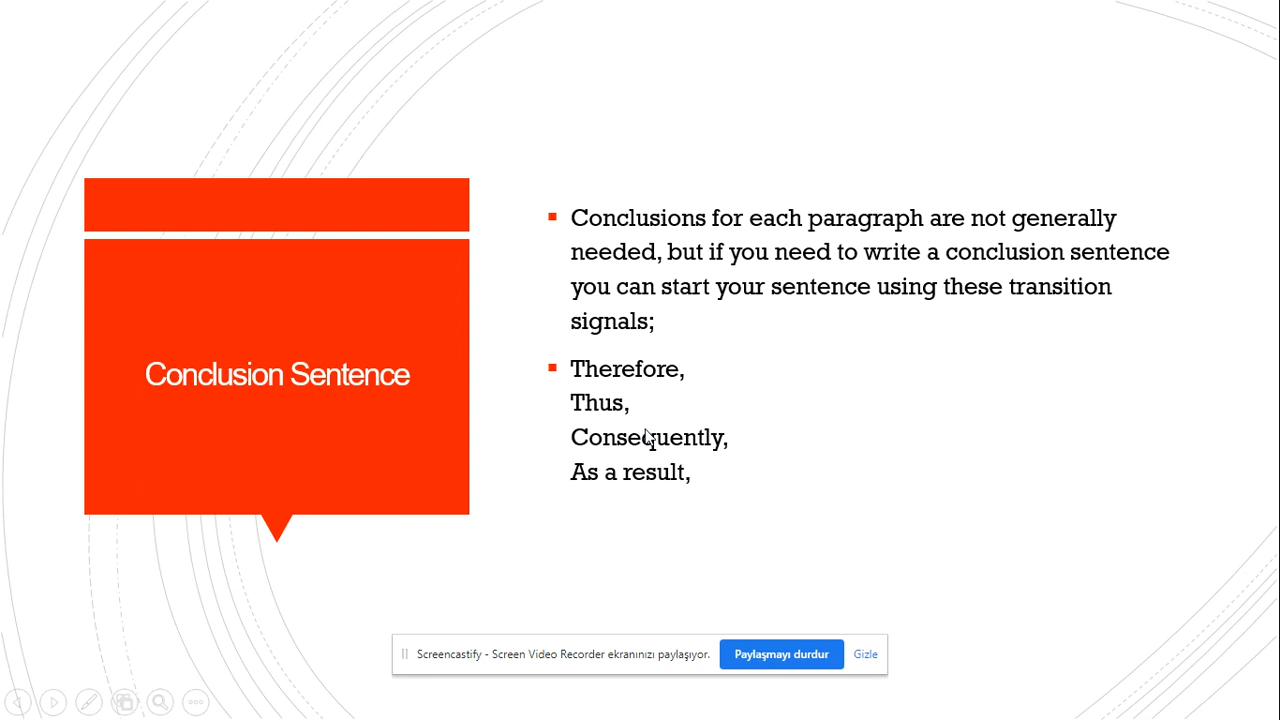 Conclusion Sentence
Conclusions for each paragraph are not generally
needed, but if you need to write a conclusion sentence
you can start your sentence using these transition
signals;
Therefore,
Thus,
Consequently,
As a result,
Screencastify - Screen Video Recorder ekranınızı paylaşıyor.
Paylaşmayı durdur
Gizle